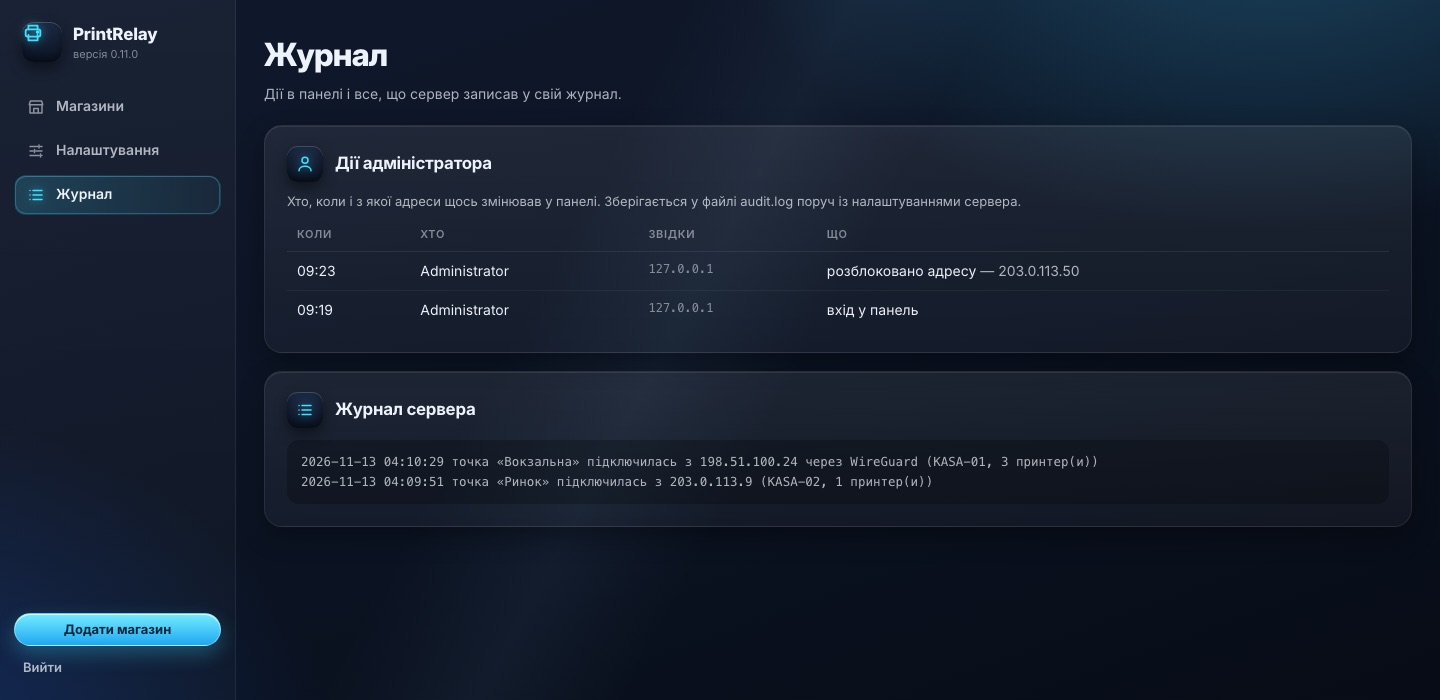 PrintRelay
версія 0.11.0
Магазини
Налаштування
Журнал
Додати магазин
Вийти
Журнал
Дії в панелі і все, що сервер записав у свій журнал.
Дії адміністратора
Хто, коли і з якої адреси щось змінював у панелі. Зберігається у файлі audit.log поруч із налаштуваннями сервера.
КОЛИ ХТО ЗВІДКИ ЩО
09:23 Administrator 127.0.0.1 розблоковано адресу — 203.0.113.50
09:19 Administrator 127.0.0.1 вхід у панель
Журнал сервера
2026-11-13 04:10:29 точка «Вокзальна» підключилась з 198.51.100.24 через WireGuard (KASA-01, 3 принтер(и))
2026-11-13 04:09:51 точка «Ринок» підключилась з 203.0.113.9 (KASA-02, 1 принтер(и))